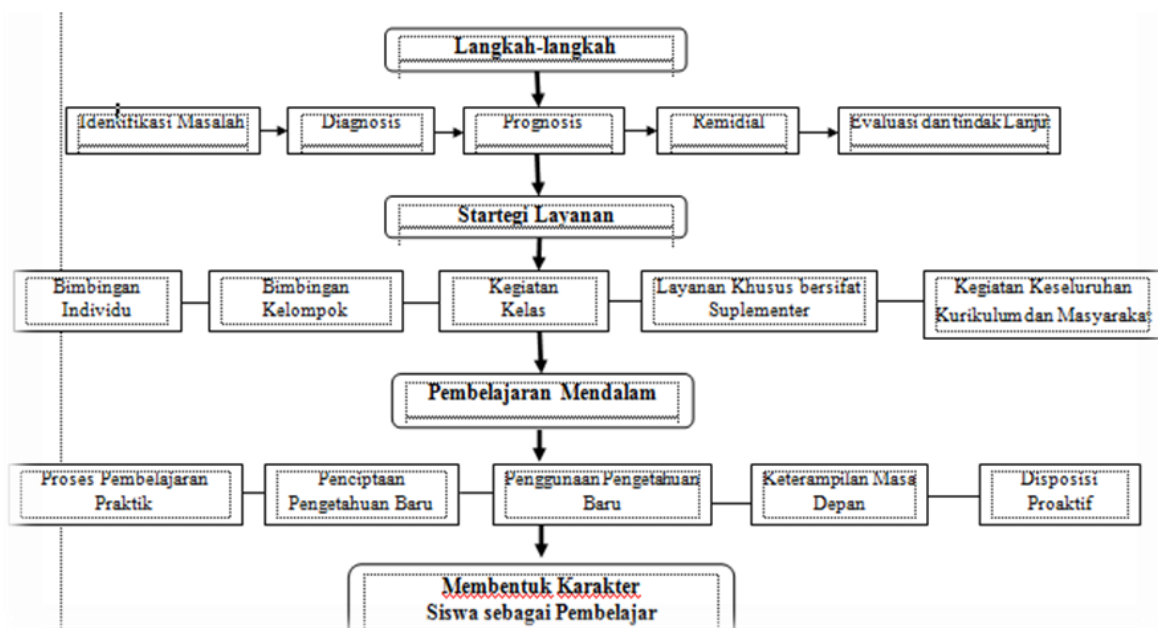 Langkah-langkah
Identifikasi Masalah
Diagnosis
Prognosis
Remidial
Evaluasi dan tindak Lanjut
Startegi Layanan
Bimbingan
Individu
Bimbingan
Kelompok
Kegiatan
Kelas
Layanan Khusus bersifat
Suplementer
Kegiatan Keseluruhan
Kurikulum dan Masyarakat
Pembelajaran Mendalam
Proses Pembelajaran
Praktik
Penciptaan
Pengetahuan Baru
Penggunaan Pengetahuan
Baru
Keterampilan Masa
Depan
Disposisi
Proaktif
Membentuk Karakter
Siswa sebagai Pembelajar